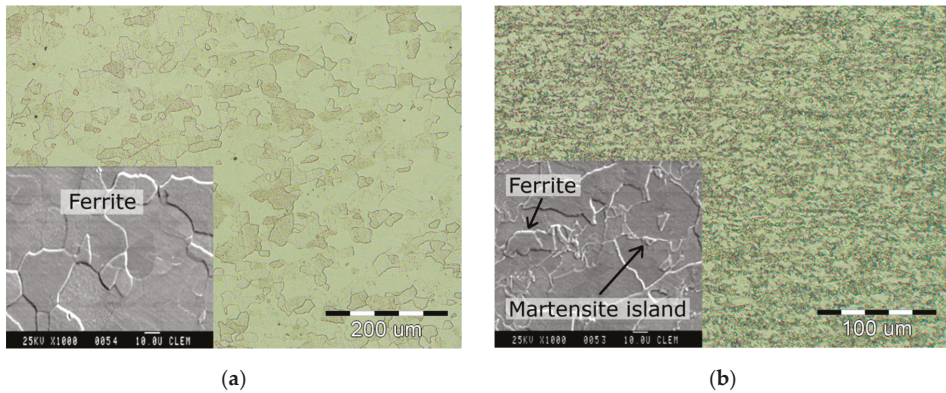 Ferrite
200 um
25KV X1000 0054 10.0U CLEM
(a)
Ferrite
Martensite island
100 um
25KV X1000 0053 10.0U CLEM
(b)